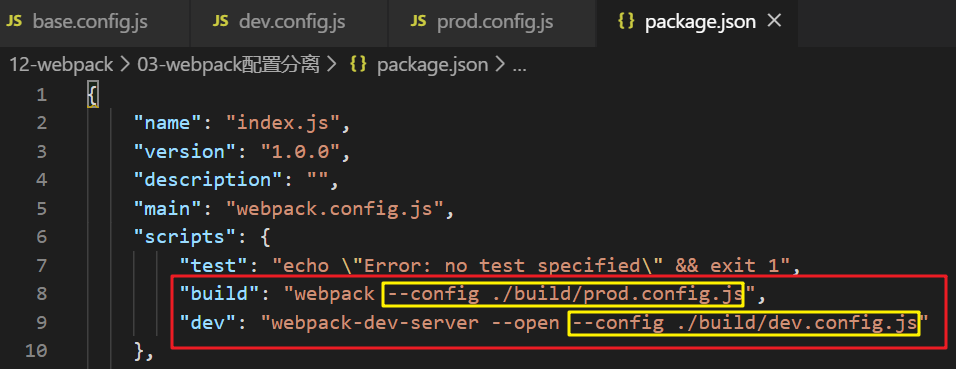 JS base.config.js JS dev.config.js JS prod.config.js {} package.json ×
12-webpack > 03-webpack配置分离 > {} package.json > ...
1 {
2 "name": "index.js",
3 "version": "1.0.0",
4 "description": "",
5 "main": "webpack.config.js",
6 "scripts": {
7 "test": "echo \"Error: no test specified\" && exit 1",
8 "build": "webpack --config ./build/prod.config.js",
9 "dev": "webpack-dev-server --open --config ./build/dev.config.js"
10 },